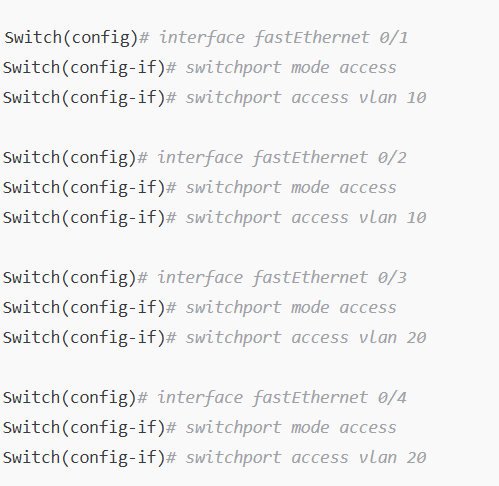 Switch(config)# interface fastEthernet 0/1
Switch(config-if)# switchport mode access
Switch(config-if)# switchport access vlan 10
Switch(config)# interface fastEthernet 0/2
Switch(config-if)# switchport mode access
Switch(config-if)# switchport access vlan 10
Switch(config)# interface fastEthernet 0/3
Switch(config-if)# switchport mode access
Switch(config-if)# switchport access vlan 20
Switch(config)# interface fastEthernet 0/4
Switch(config-if)# switchport mode access
Switch(config-if)# switchport access vlan 20